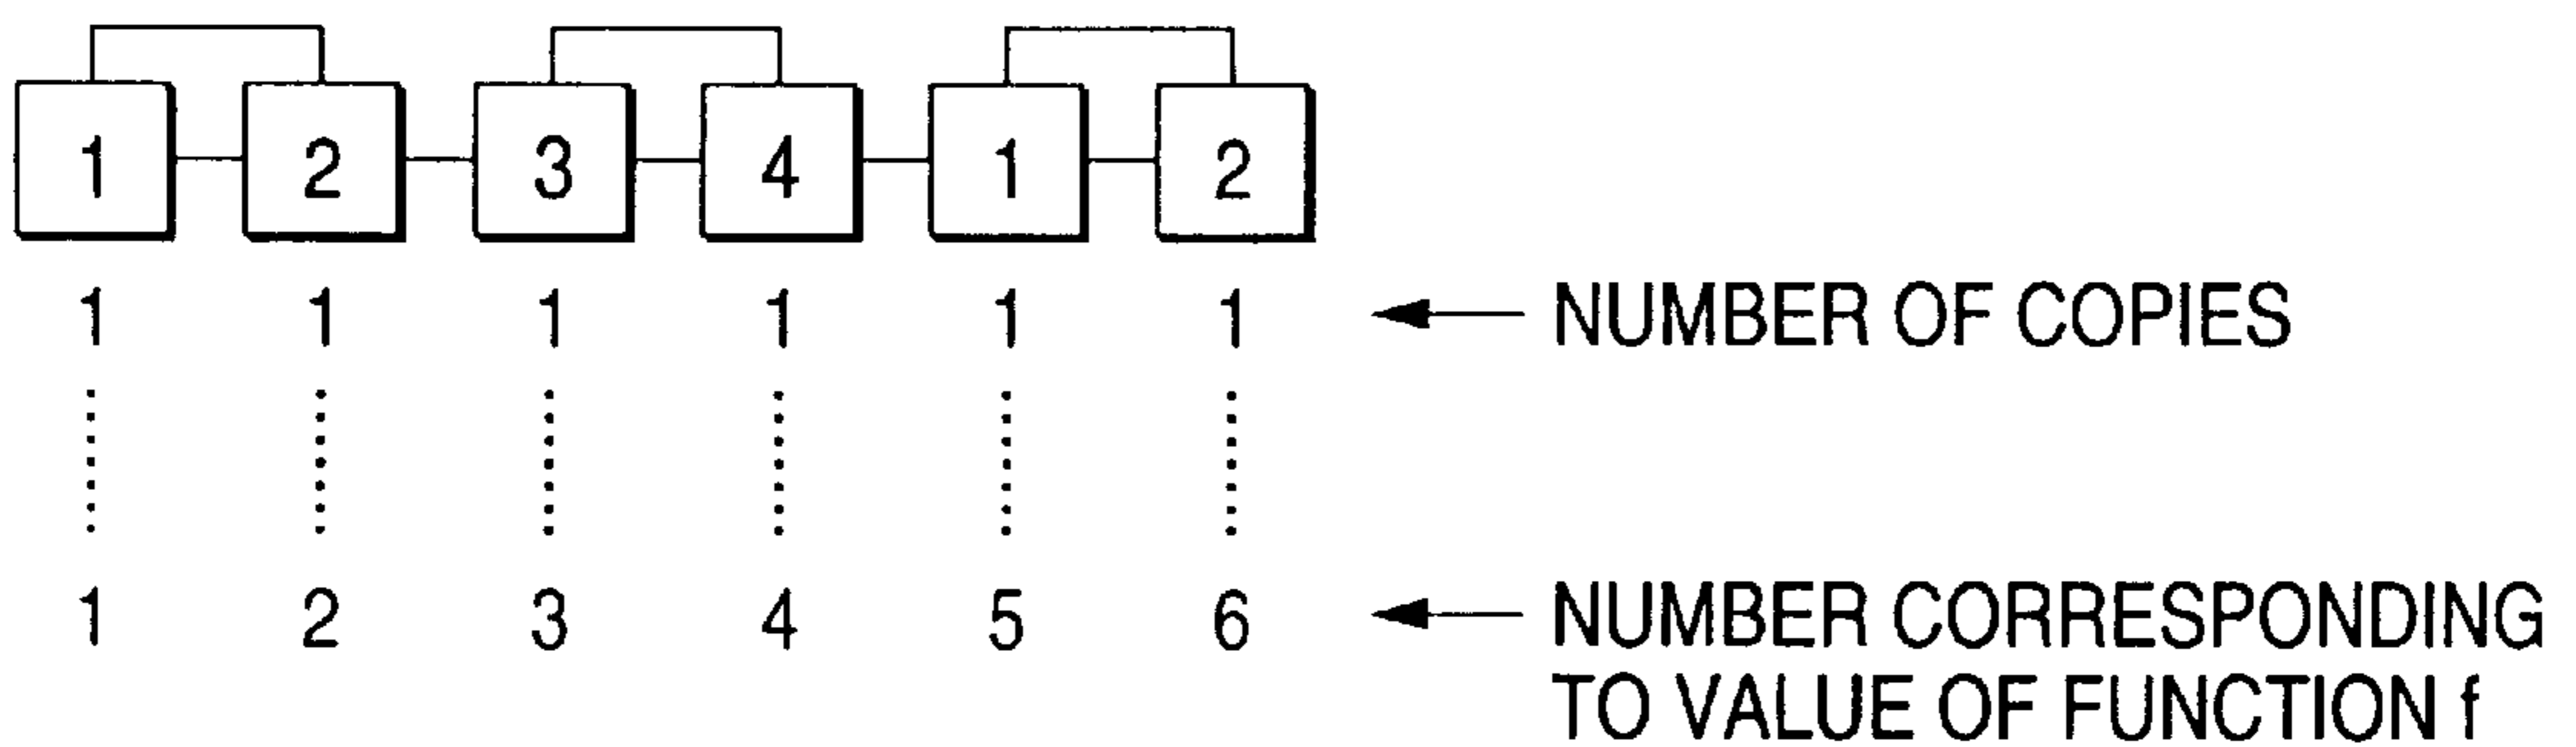 1 2 3 4 1 2
1 1 1 1 1 1 NUMBER OF COPIES
1 2 3 4 5 6 NUMBER CORRESPONDING
TO VALUE OF FUNCTION f